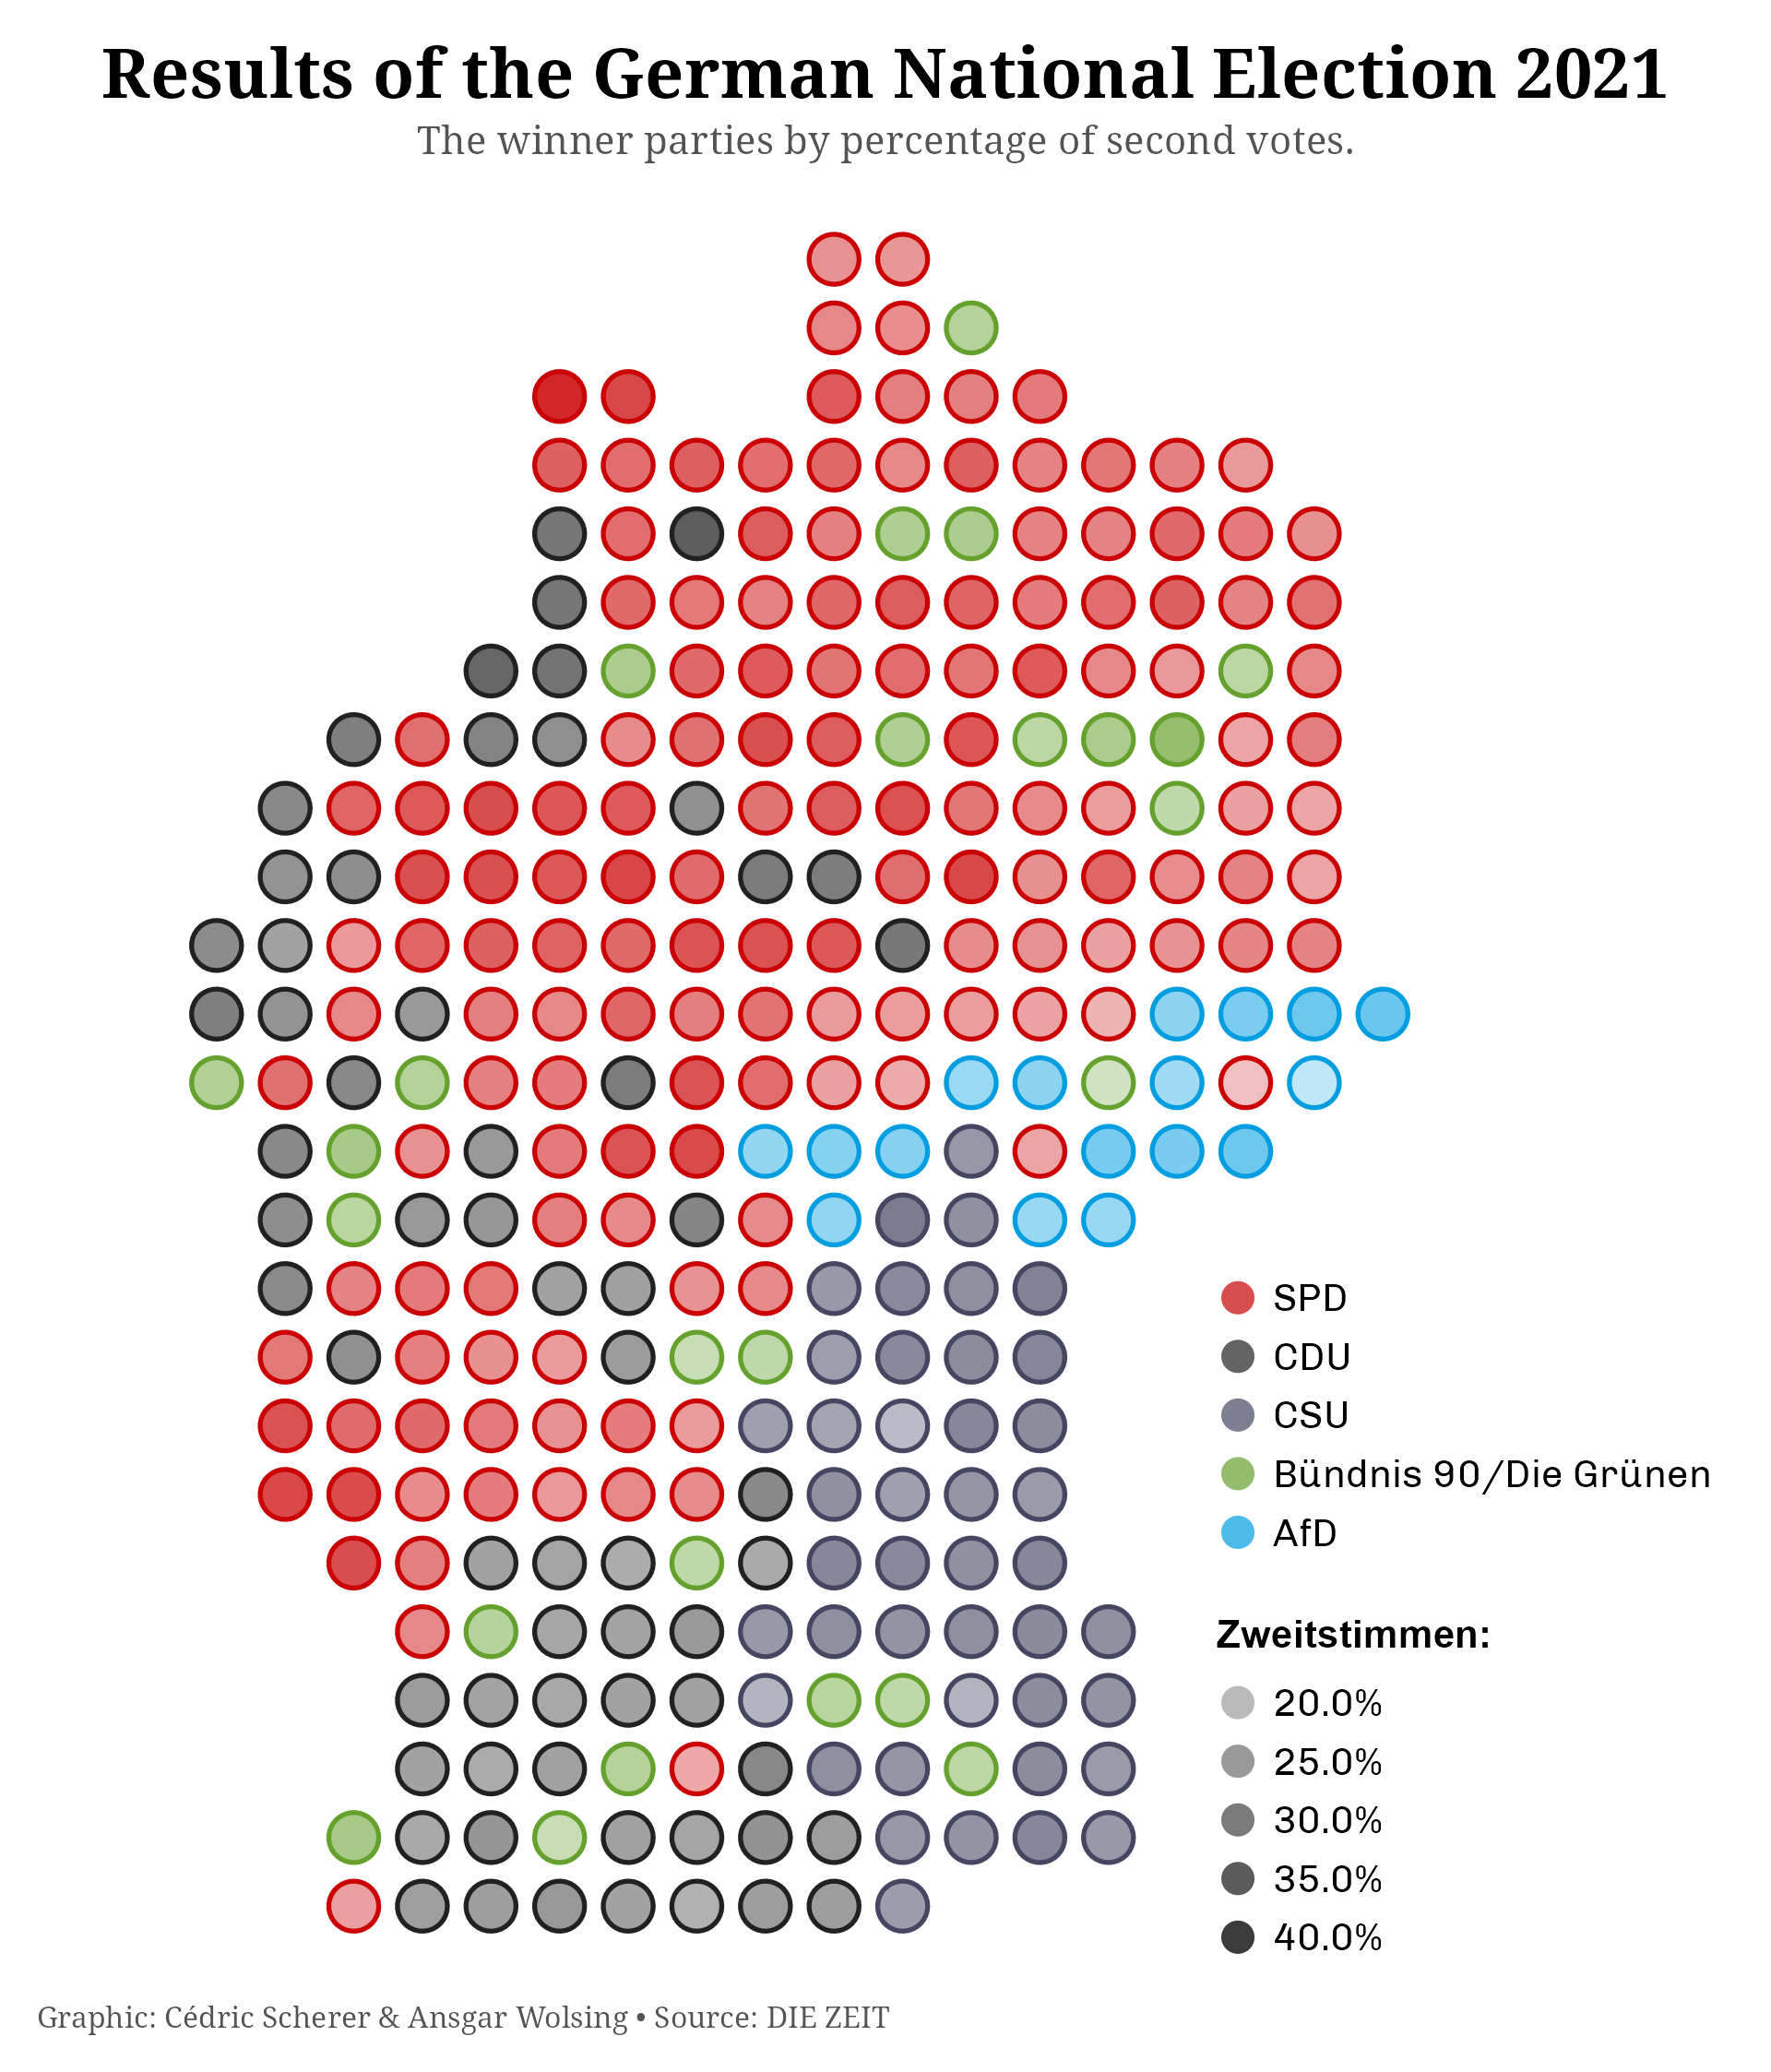 Results of the German National Election 2021
The winner parties by percentage of second votes.
SPD
CDU
CSU
Bündnis 90/Die Grünen
AfD
Zweitstimmen:
20.0%
25.0%
30.0%
35.0%
40.0%
Graphic: Cédric Scherer & Ansgar Wolsing • Source: DIE ZEIT